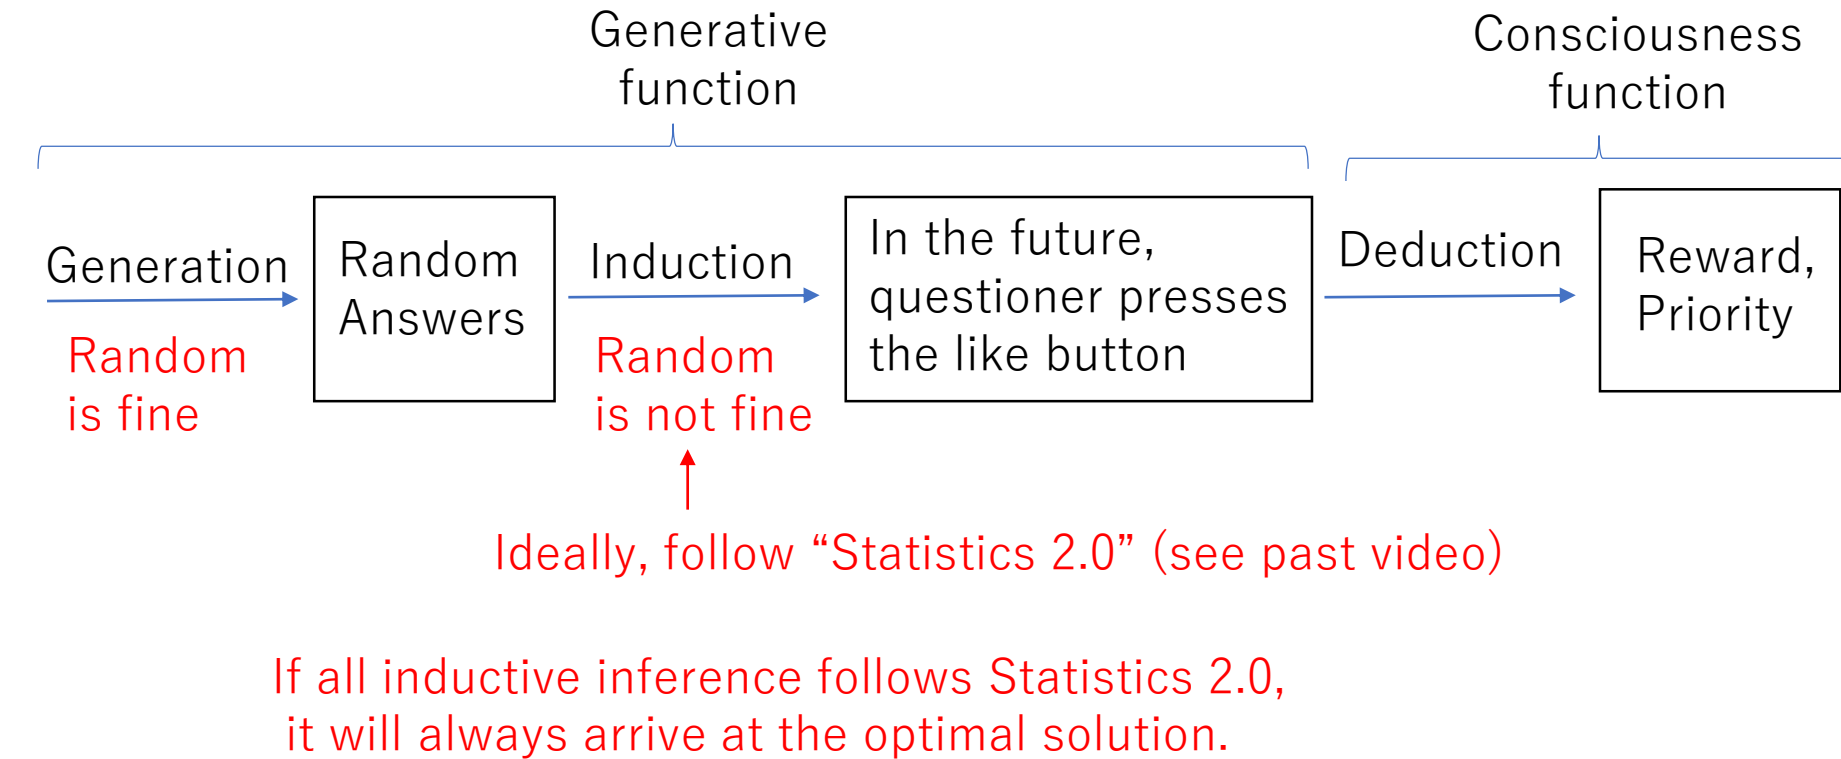 Generative
function
Consciousness
function
Generation
Random
is fine
Random
Answers
Induction
Random
is not fine
In the future,
questioner presses
the like button
Deduction
Reward,
Priority
Ideally, follow “Statistics 2.0” (see past video)
If all inductive inference follows Statistics 2.0,
it will always arrive at the optimal solution.